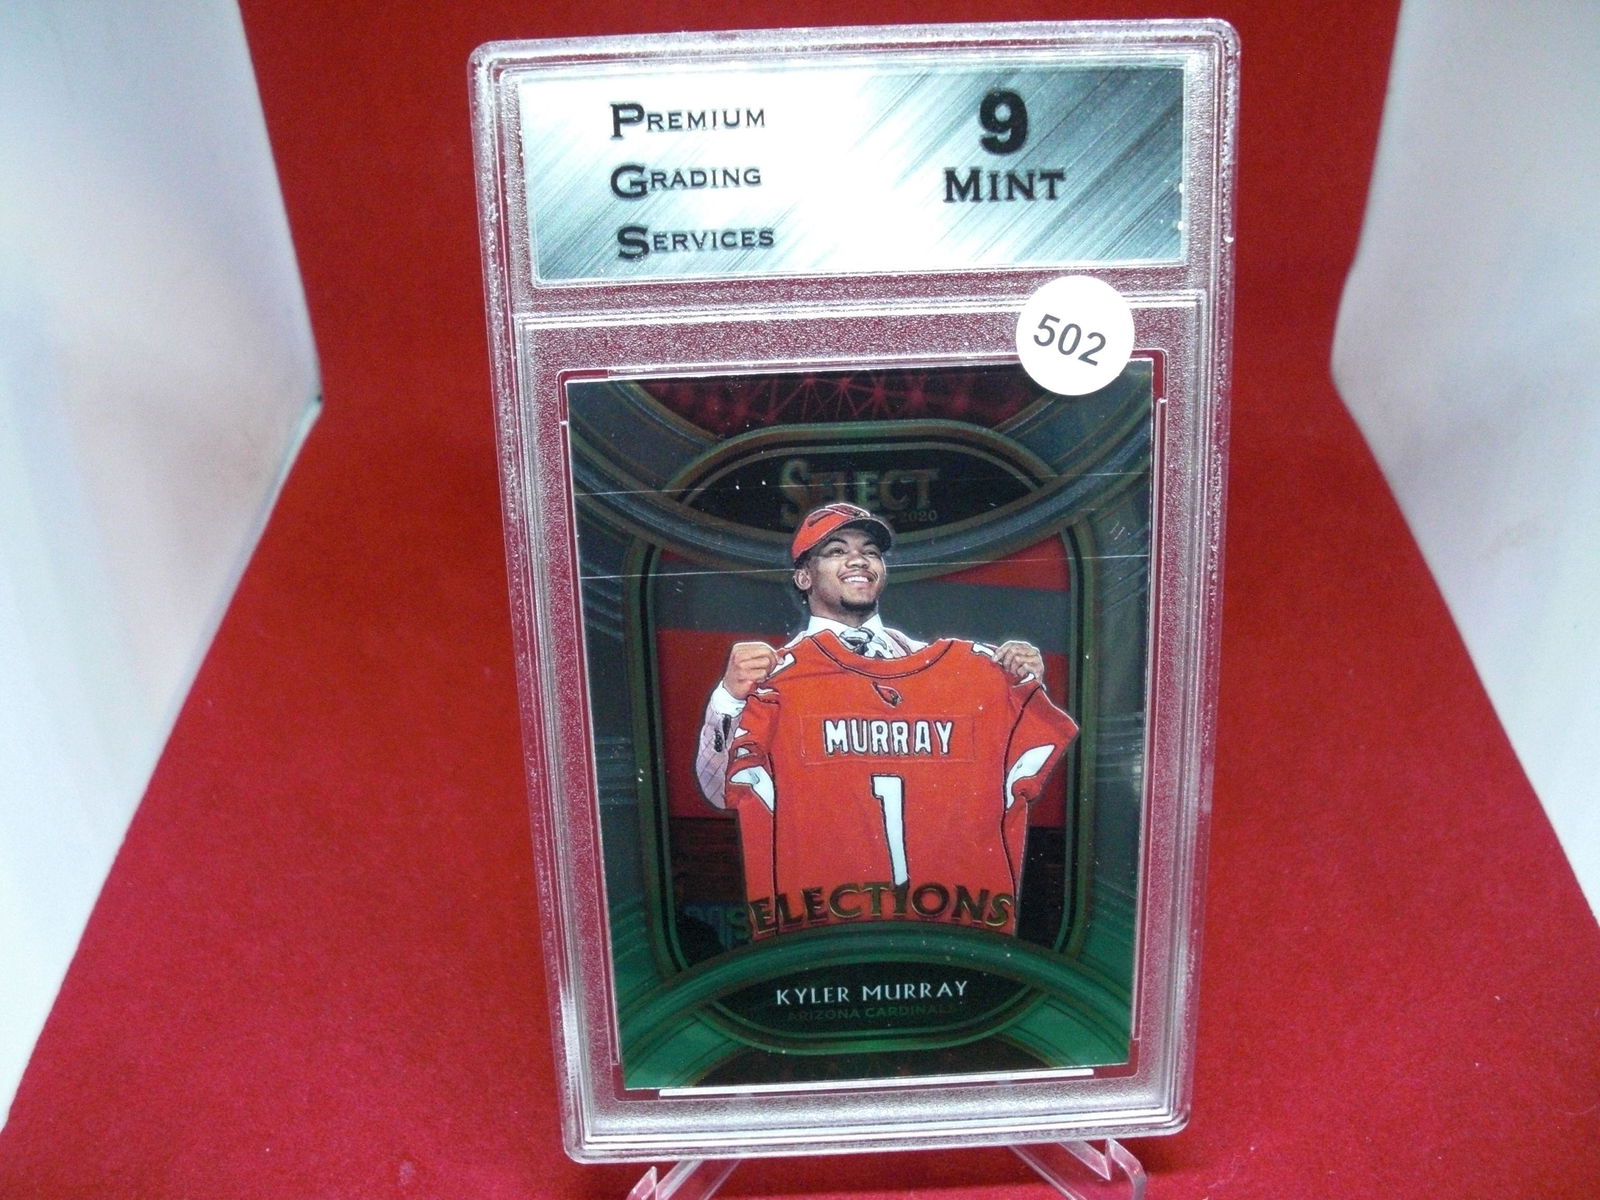 PREMIUM
GRADING
SERVICES
9
MINT
502
SELECT
2020
MURRAY
1
SELECTIONS
KYLER MURRAY
ARIZONA CARDINALS